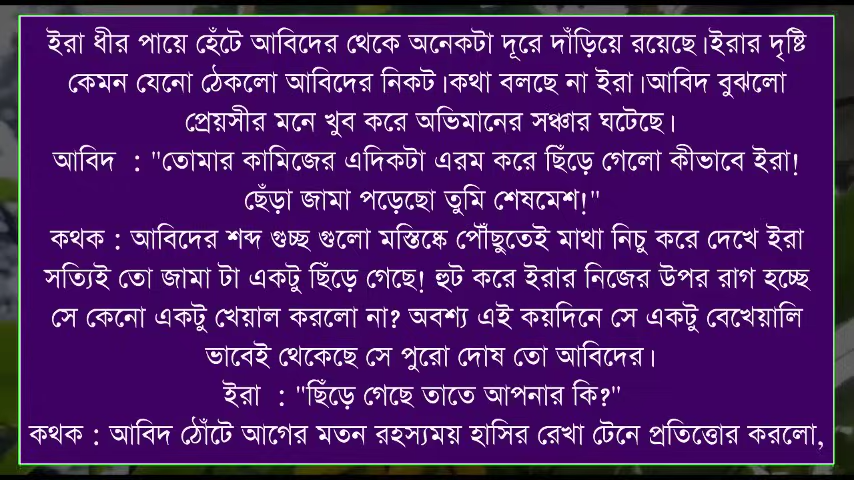 ইরা ধীর পায়ে হেঁটে আবিদের থেকে অনেকটা দূরে দাঁড়িয়ে রয়েছে।ইরার দৃষ্টি
কেমন যেনো ঠেকলো আবিদের নিকট।কথা বলছে না ইরা।আবিদ বুঝলো
প্রেয়সীর মনে খুব করে অভিমানের সঞ্চার ঘটেছে।
আবিদ : "তোমার কামিজের এদিকটা এরম করে ছিঁড়ে গেলো কীভাবে ইরা!
ছেঁড়া জামা পড়েছো তুমি শেষমেশ!"
কথক : আবিদের শব্দ গুচ্ছ গুলো মস্তিষ্কে পৌঁছুতেই মাথা নিচু করে দেখে ইরা
সত্যিই তো জামা টা একটু ছিঁড়ে গেছে! হুট করে ইরার নিজের উপর রাগ হচ্ছে
সে কেনো একটু খেয়াল করলো না? অবশ্য এই কয়দিনে সে একটু বেখেয়ালি
ভাবেই থেকেছে সে পুরো দোষ তো আবিদের।
ইরা : "ছিঁড়ে গেছে তাতে আপনার কি?"
কথক : আবিদ ঠোঁটে আগের মতন রহস্যময় হাসির রেখা টেনে প্রতিত্তোর করলো,